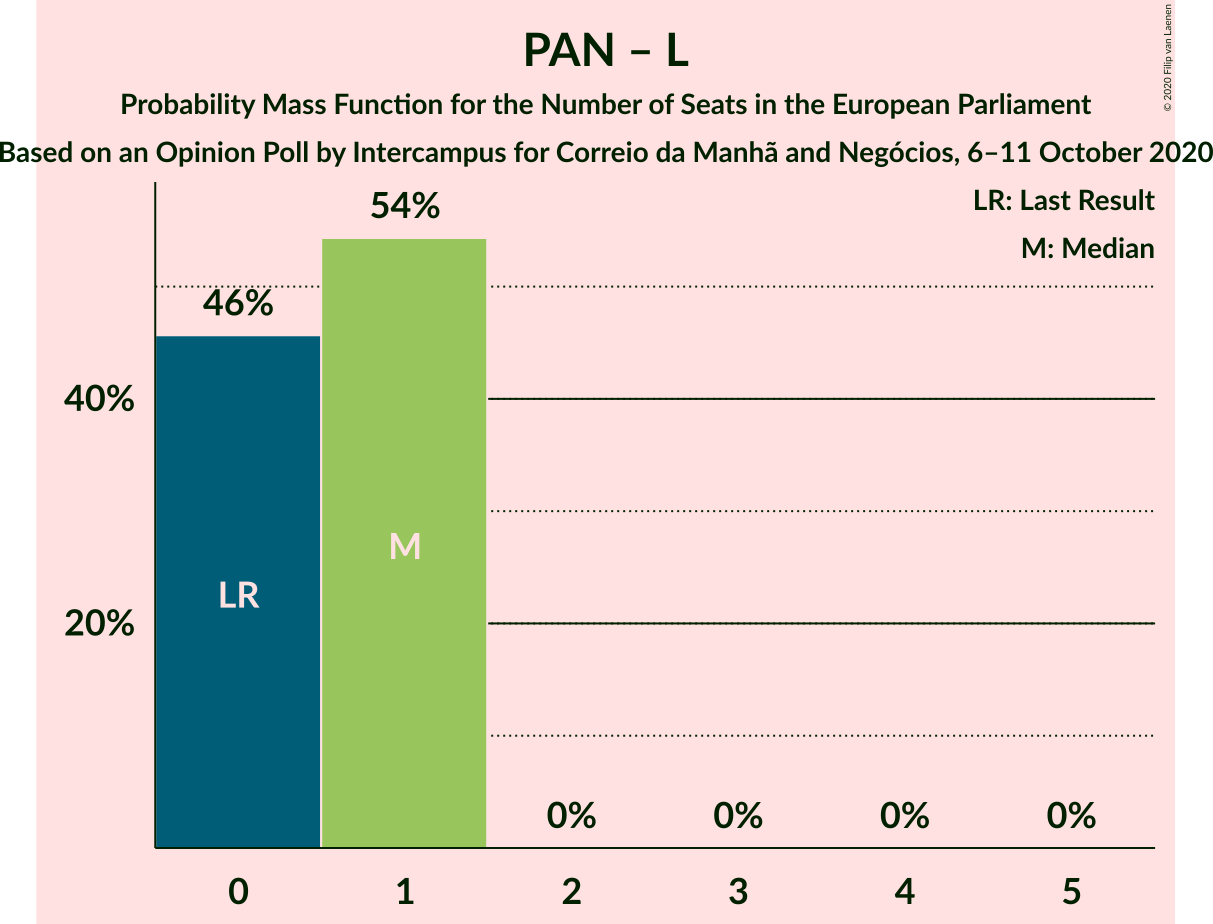 PAN – L
Probability Mass Function for the Number of Seats in the European Parliament
Based on an Opinion Poll by Intercampus for Correio da Manhã and Negócios, 6–11 October 2020
© 2020 Filip van Laenen
LR: Last Result
M: Median
54%
46%
40%
20%
M
LR
0% 0% 0% 0%
0 1 2 3 4 5